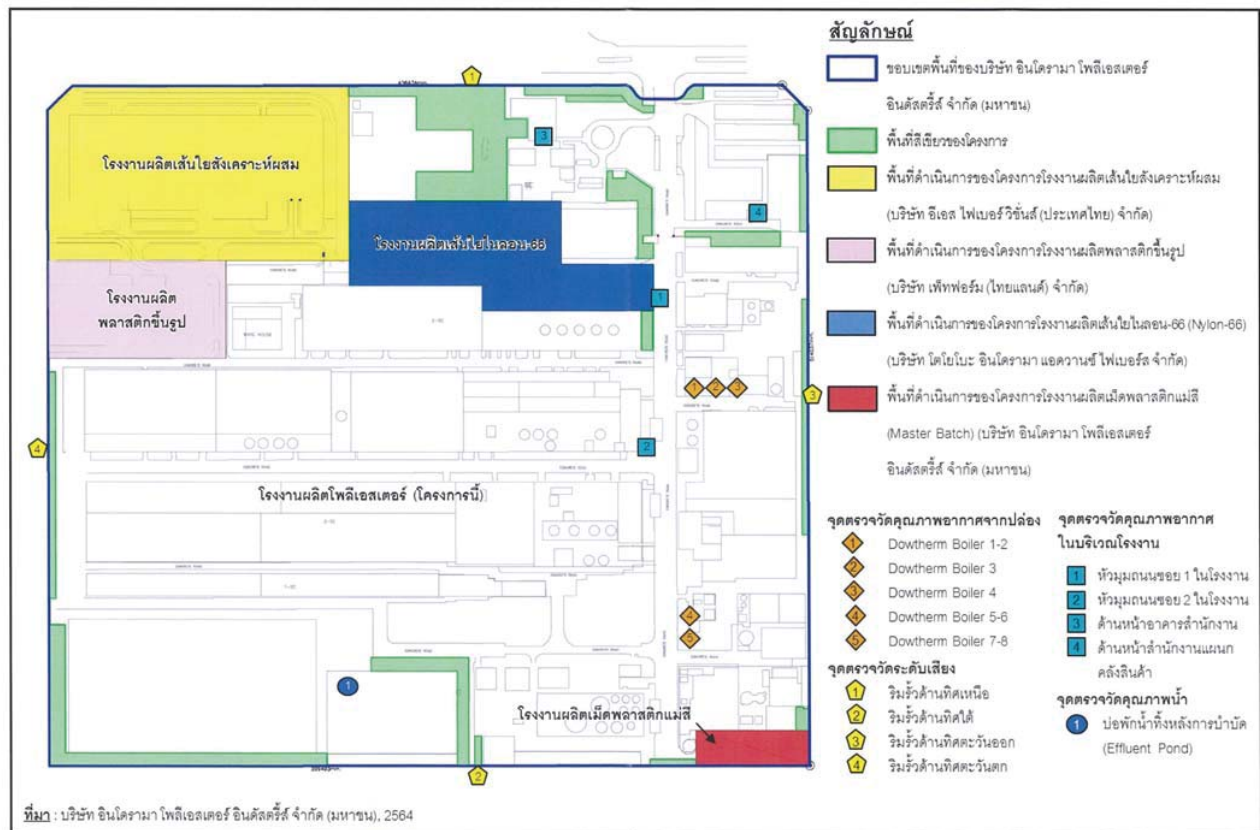 สัญลักษณ์
ขอบเขตพื้นที่ของบริษัท อินโดรามา โพลีเอสเตอร์
อินดัสตรี้ส์ จำกัด (มหาชน)
พื้นที่สีเขียวของโครงการ
พื้นที่ดำเนินการของโครงการโรงงานผลิตเส้นใยสังเคราะห์ผสม
(บริษัท อีเอส ไฟเบอร์ วิชั่นส์ (ประเทศไทย) จำกัด)
พื้นที่ดำเนินการของโครงการโรงงานผลิตพลาสติกขึ้นรูป
(บริษัท เพ็ทฟอร์ม (ไทยแลนด์) จำกัด)
พื้นที่ดำเนินการของโครงการโรงงานผลิตเส้นใยไนลอน-66 (Nylon-66)
(บริษัท โตโยโบะ อินโดรามา แอดวานซ์ ไฟเบอร์ส จำกัด)
พื้นที่ดำเนินการของโครงการโรงงานผลิตเม็ดพลาสติกแม่สี
(Master Batch) (บริษัท อินโดรามา โพลีเอสเตอร์
อินดัสตรี้ส์ จำกัด (มหาชน)
จุดตรวจวัดคุณภาพอากาศจากปล่อง
1 Dowtherm Boiler 1-2
2 Dowtherm Boiler 3
3 Dowtherm Boiler 4
4 Dowtherm Boiler 5-6
5 Dowtherm Boiler 7-8
จุดตรวจวัดระดับเสียง
1 ริมรั้วด้านทิศเหนือ
2 ริมรั้วด้านทิศใต้
3 ริมรั้วด้านทิศตะวันออก
4 ริมรั้วด้านทิศตะวันตก
จุดตรวจวัดคุณภาพอากาศ
ในบริเวณโรงงาน
1 หัวมุมถนนซอย 1 ในโรงงาน
2 หัวมุมถนนซอย 2 ในโรงงาน
3 ด้านหน้าอาคารสำนักงาน
4 ด้านหน้าสำนักงานแผนก
คลังสินค้า
จุดตรวจวัดคุณภาพน้ำ
1 บ่อพักน้ำทิ้งหลังการบำบัด
(Effluent Pond)
1
3
โรงงานผลิตเส้นใยสังเคราะห์ผสม
4
โรงงานผลิตเส้นใยไนลอน-66
โรงงานผลิต
พลาสติกขึ้นรูป
1
1 2 3
3
4
2
โรงงานผลิตโพลีเอสเตอร์ (โครงการนี้)
4
5
1
โรงงานผลิตเม็ดพลาสติกแม่สี
2
ที่มา : บริษัท อินโดรามา โพลีเอสเตอร์ อินดัสตรี้ส์ จำกัด (มหาชน), 2564